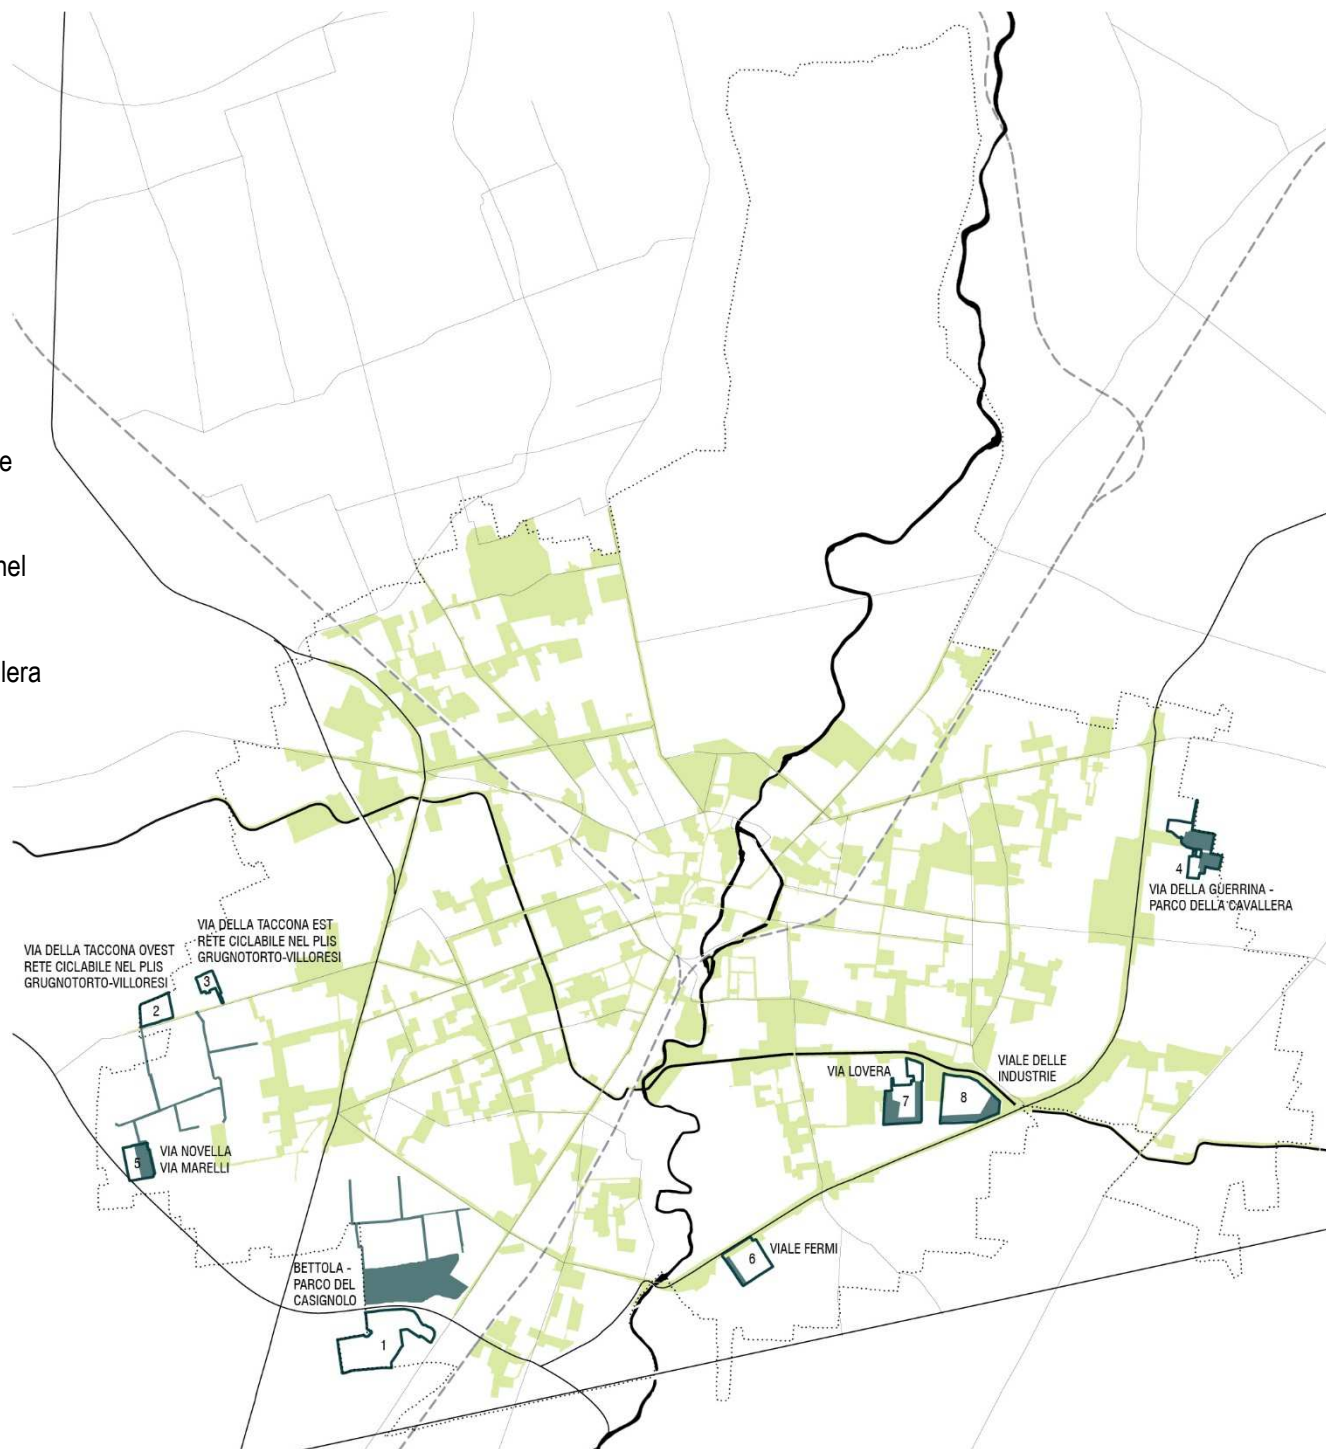 e
nel
lera
4
VIA DELLA GUERRINA -
PARCO DELLA CAVALLERA
VIA DELLA TACCONA EST
RETE CICLABILE NEL PLIS
GRUGNOTORTO-VILLORESI
VIA DELLA TACCONA OVEST
RETE CICLABILE NEL PLIS
GRUGNOTORTO-VILLORESI
3
2
VIALE DELLE
INDUSTRIE
VIA LOVERA
7
8
5
VIA NOVELLA
VIA MARELLI
6
VIALE FERMI
BETTOLA -
PARCO DEL
CASIGNOLO
1